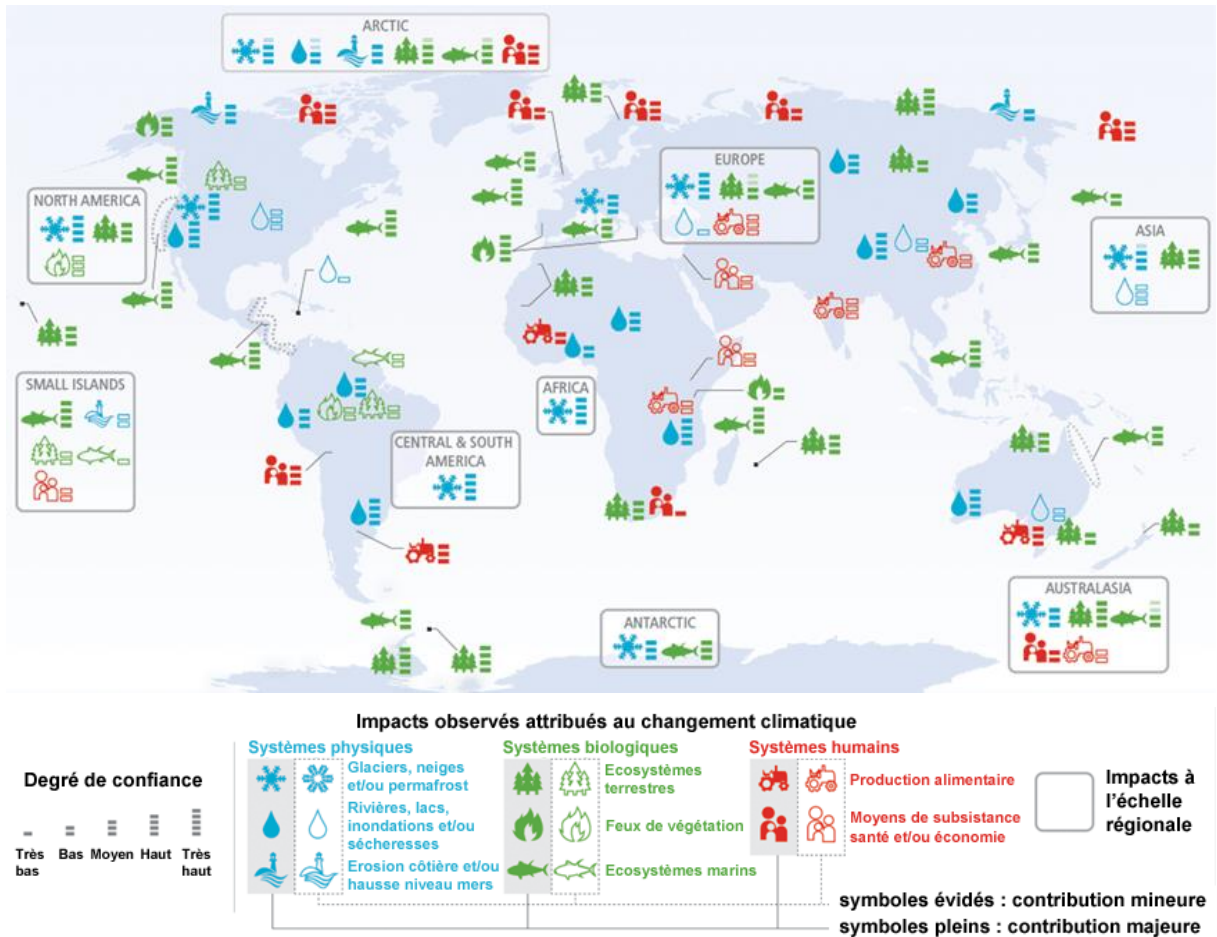 ARCTIC
EUROPE
NORTH AMERICA
ASIA
SMALL ISLANDS
AFRICA
CENTRAL & SOUTH
AMERICA
AUSTRALASIA
ANTARCTIC
Impacts observés attribués au changement climatique
Degré de confiance
Très
bas
Bas
Moyen
Haut
Très
haut
Systèmes physiques
Glaciers, neiges
et/ou permafrost
Rivières, lacs,
inondations et/ou
sécheresses
Erosion côtière et/ou
hausse niveau mers
Systèmes biologiques
Ecosystèmes
terrestres
Feux de végétation
Ecosystèmes marins
Systèmes humains
Production alimentaire
Moyens de subsistance
santé et/ou économie
Impacts à
l'échelle
régionale
symboles évidés : contribution mineure
symboles pleins : contribution majeure